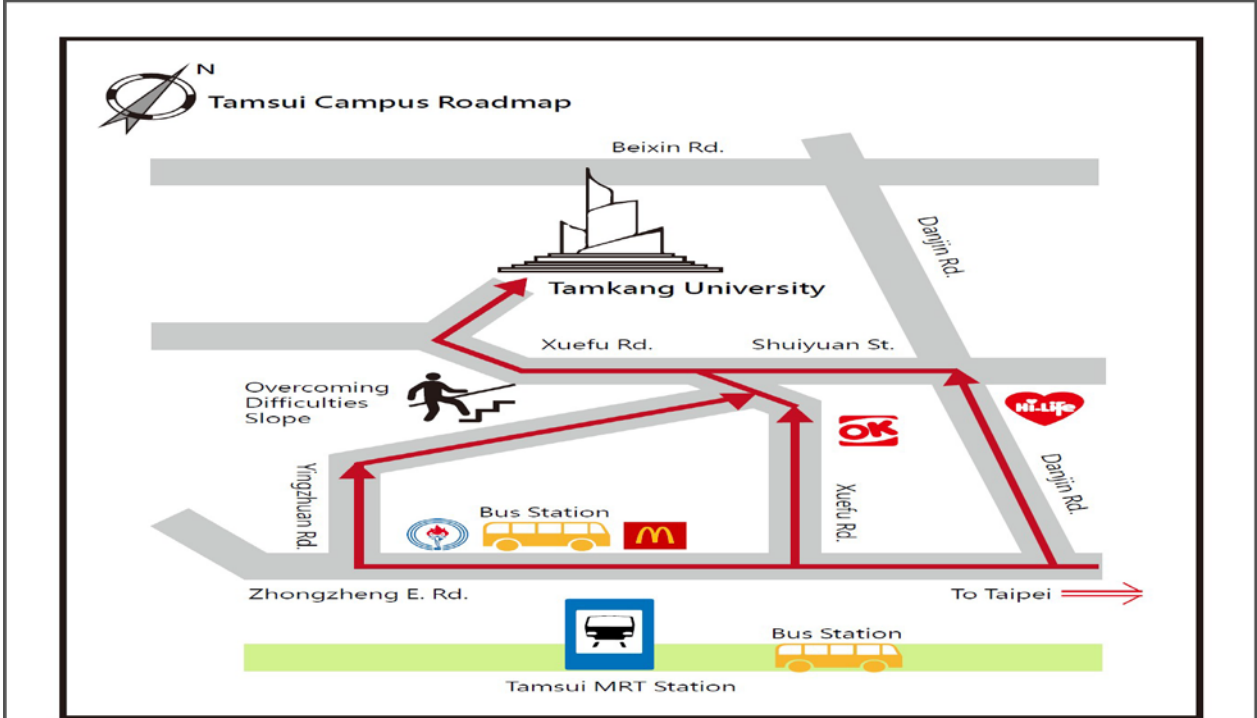 N
Tamsui Campus Roadmap
Beixin Rd.
Danjin Rd.
Tamkang University
Xuefu Rd.
Shuiyuan St.
Overcoming
Difficulties
Slope
Hi-Life
OK
Yingzhuan Rd.
Bus Station
Xuefu Rd.
Danjin Rd.
Zhongzheng E. Rd.
To Taipei
Bus Station
Tamsui MRT Station